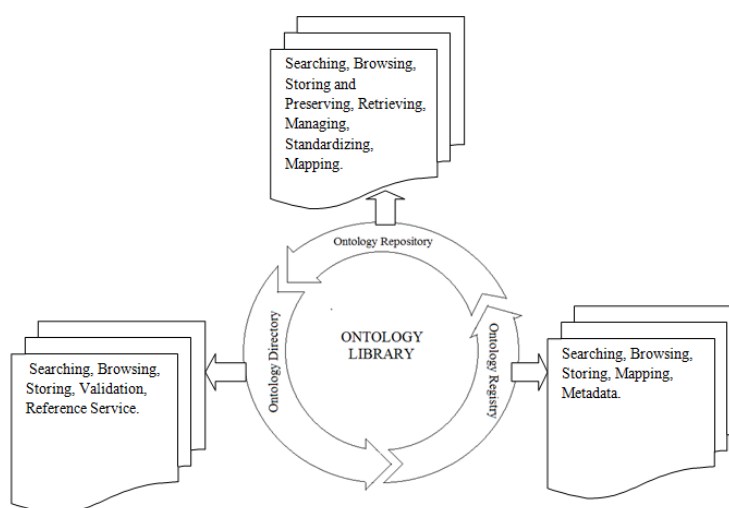 Searching, Browsing,
Storing and
Preserving, Retrieving,
Managing,
Standardizing,
Mapping.
Ontology Repository
ONTOLOGY
LIBRARY
Ontology Directory
Ontology Registry
Searching, Browsing,
Storing, Validation,
Reference Service.
Searching, Browsing,
Storing, Mapping,
Metadata.